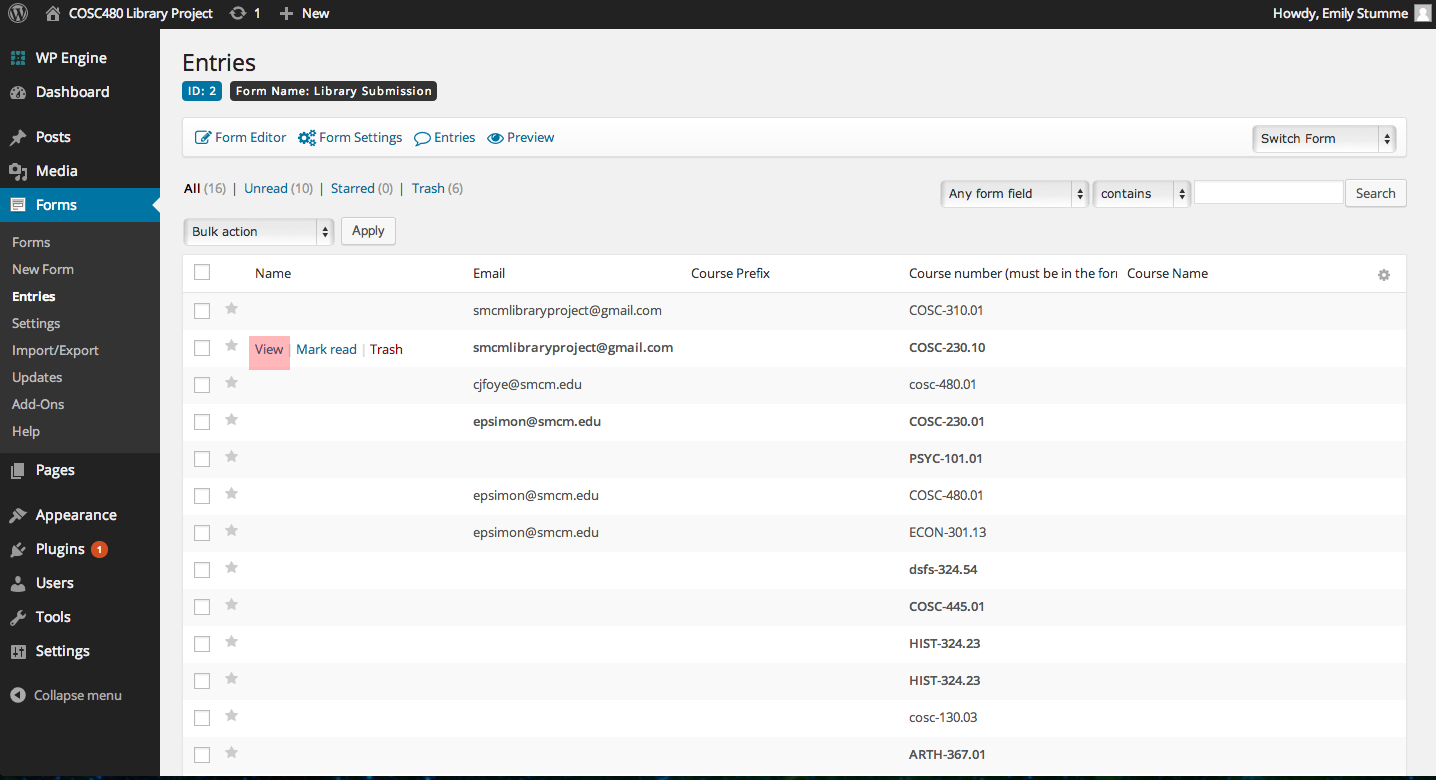 COSC480 Library Project 1 New Howdy, Emily Stumme
WP Engine
Dashboard
Posts
Media
Forms
Forms
New Form
Entries
Settings
Import/Export
Updates
Add-Ons
Help
Pages
Appearance
Plugins 1
Users
Tools
Settings
Collapse menu
Entries
ID: 2 Form Name: Library Submission
Form Editor Form Settings Entries Preview Switch Form
All (16) | Unread (10) | Starred (0) | Trash (6)
Any form field contains Search
Bulk action Apply
Name Email Course Prefix Course number (must be in the for Course Name
smcmlibraryproject@gmail.com COSC-310.01
View | Mark read | Trash smcmlibraryproject@gmail.com COSC-230.10
cjfoye@smcm.edu cosc-480.01
epsimon@smcm.edu COSC-230.01
PSYC-101.01
epsimon@smcm.edu COSC-480.01
epsimon@smcm.edu ECON-301.13
dsfs-324.54
COSC-445.01
HIST-324.23
HIST-324.23
cosc-130.03
ARTH-367.01